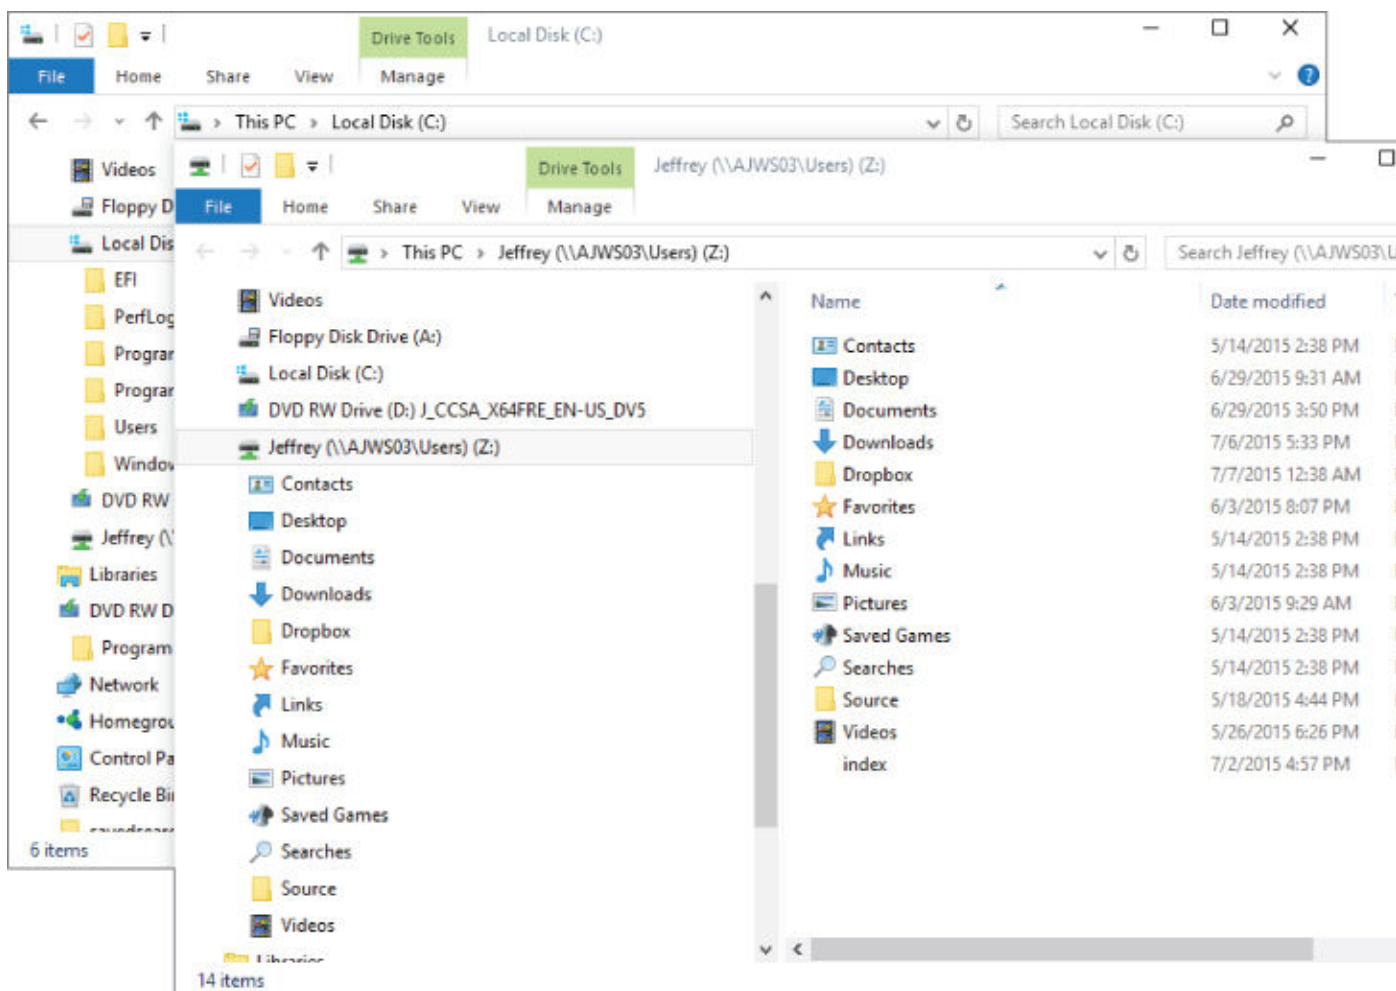 Drive Tools Local Disk (C:)
File Home Share View Manage
This PC Local Disk (C:) Search Local Disk (C:)
Videos
Floppy D
Local Dis
EFI
PerfLog
Program
Program
Users
Window
DVD RW
Jeffrey (\
Libraries
DVD RW D
Program
Network
Homegrou
Control Pa
Recycle Bi
savedsearc
6 items
Drive Tools Jeffrey (\\AJWS03\Users) (Z:)
File Home Share View Manage
This PC Jeffrey (\\AJWS03\Users) (Z:) Search Jeffrey (\\AJWS03\U
Videos
Floppy Disk Drive (A:)
Local Disk (C:)
DVD RW Drive (D:) J_CCSA_X64FRE_EN-US_DV5
Jeffrey (\\AJWS03\Users) (Z:)
Contacts
Desktop
Documents
Downloads
Dropbox
Favorites
Links
Music
Pictures
Saved Games
Searches
Source
Videos
Libraries
14 items
Name Date modified
Contacts 5/14/2015 2:38 PM
Desktop 6/29/2015 9:31 AM
Documents 6/29/2015 3:50 PM
Downloads 7/6/2015 5:33 PM
Dropbox 7/7/2015 12:38 AM
Favorites 6/3/2015 8:07 PM
Links 5/14/2015 2:38 PM
Music 5/14/2015 2:38 PM
Pictures 6/3/2015 9:29 AM
Saved Games 5/14/2015 2:38 PM
Searches 5/14/2015 2:38 PM
Source 5/18/2015 4:44 PM
Videos 5/26/2015 6:26 PM
index 7/2/2015 4:57 PM